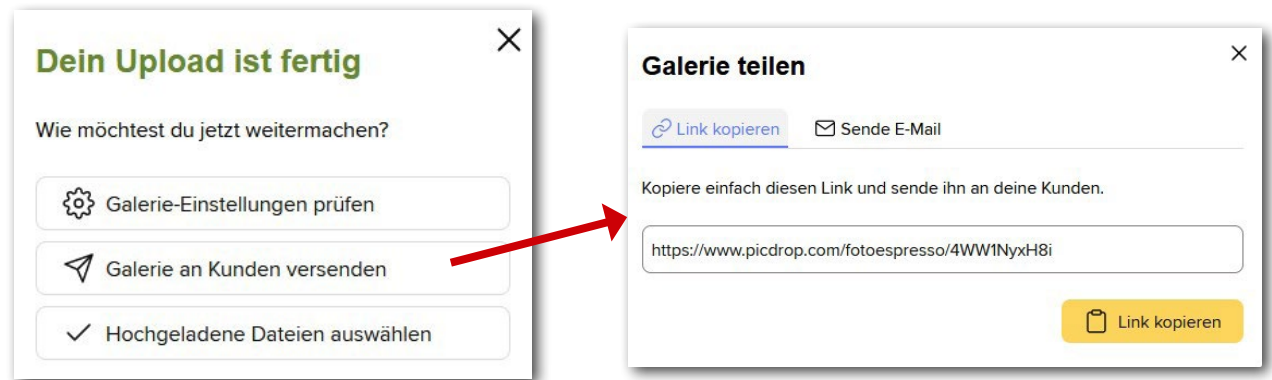 Dein Upload ist fertig
Wie möchtest du jetzt weitermachen?
Galerie-Einstellungen prüfen
Galerie an Kunden versenden
Hochgeladene Dateien auswählen
Galerie teilen
Link kopieren
Sende E-Mail
Kopiere einfach diesen Link und sende ihn an deine Kunden.
https://www.picdrop.com/fotoespresso/4WW1NyxH8i
Link kopieren